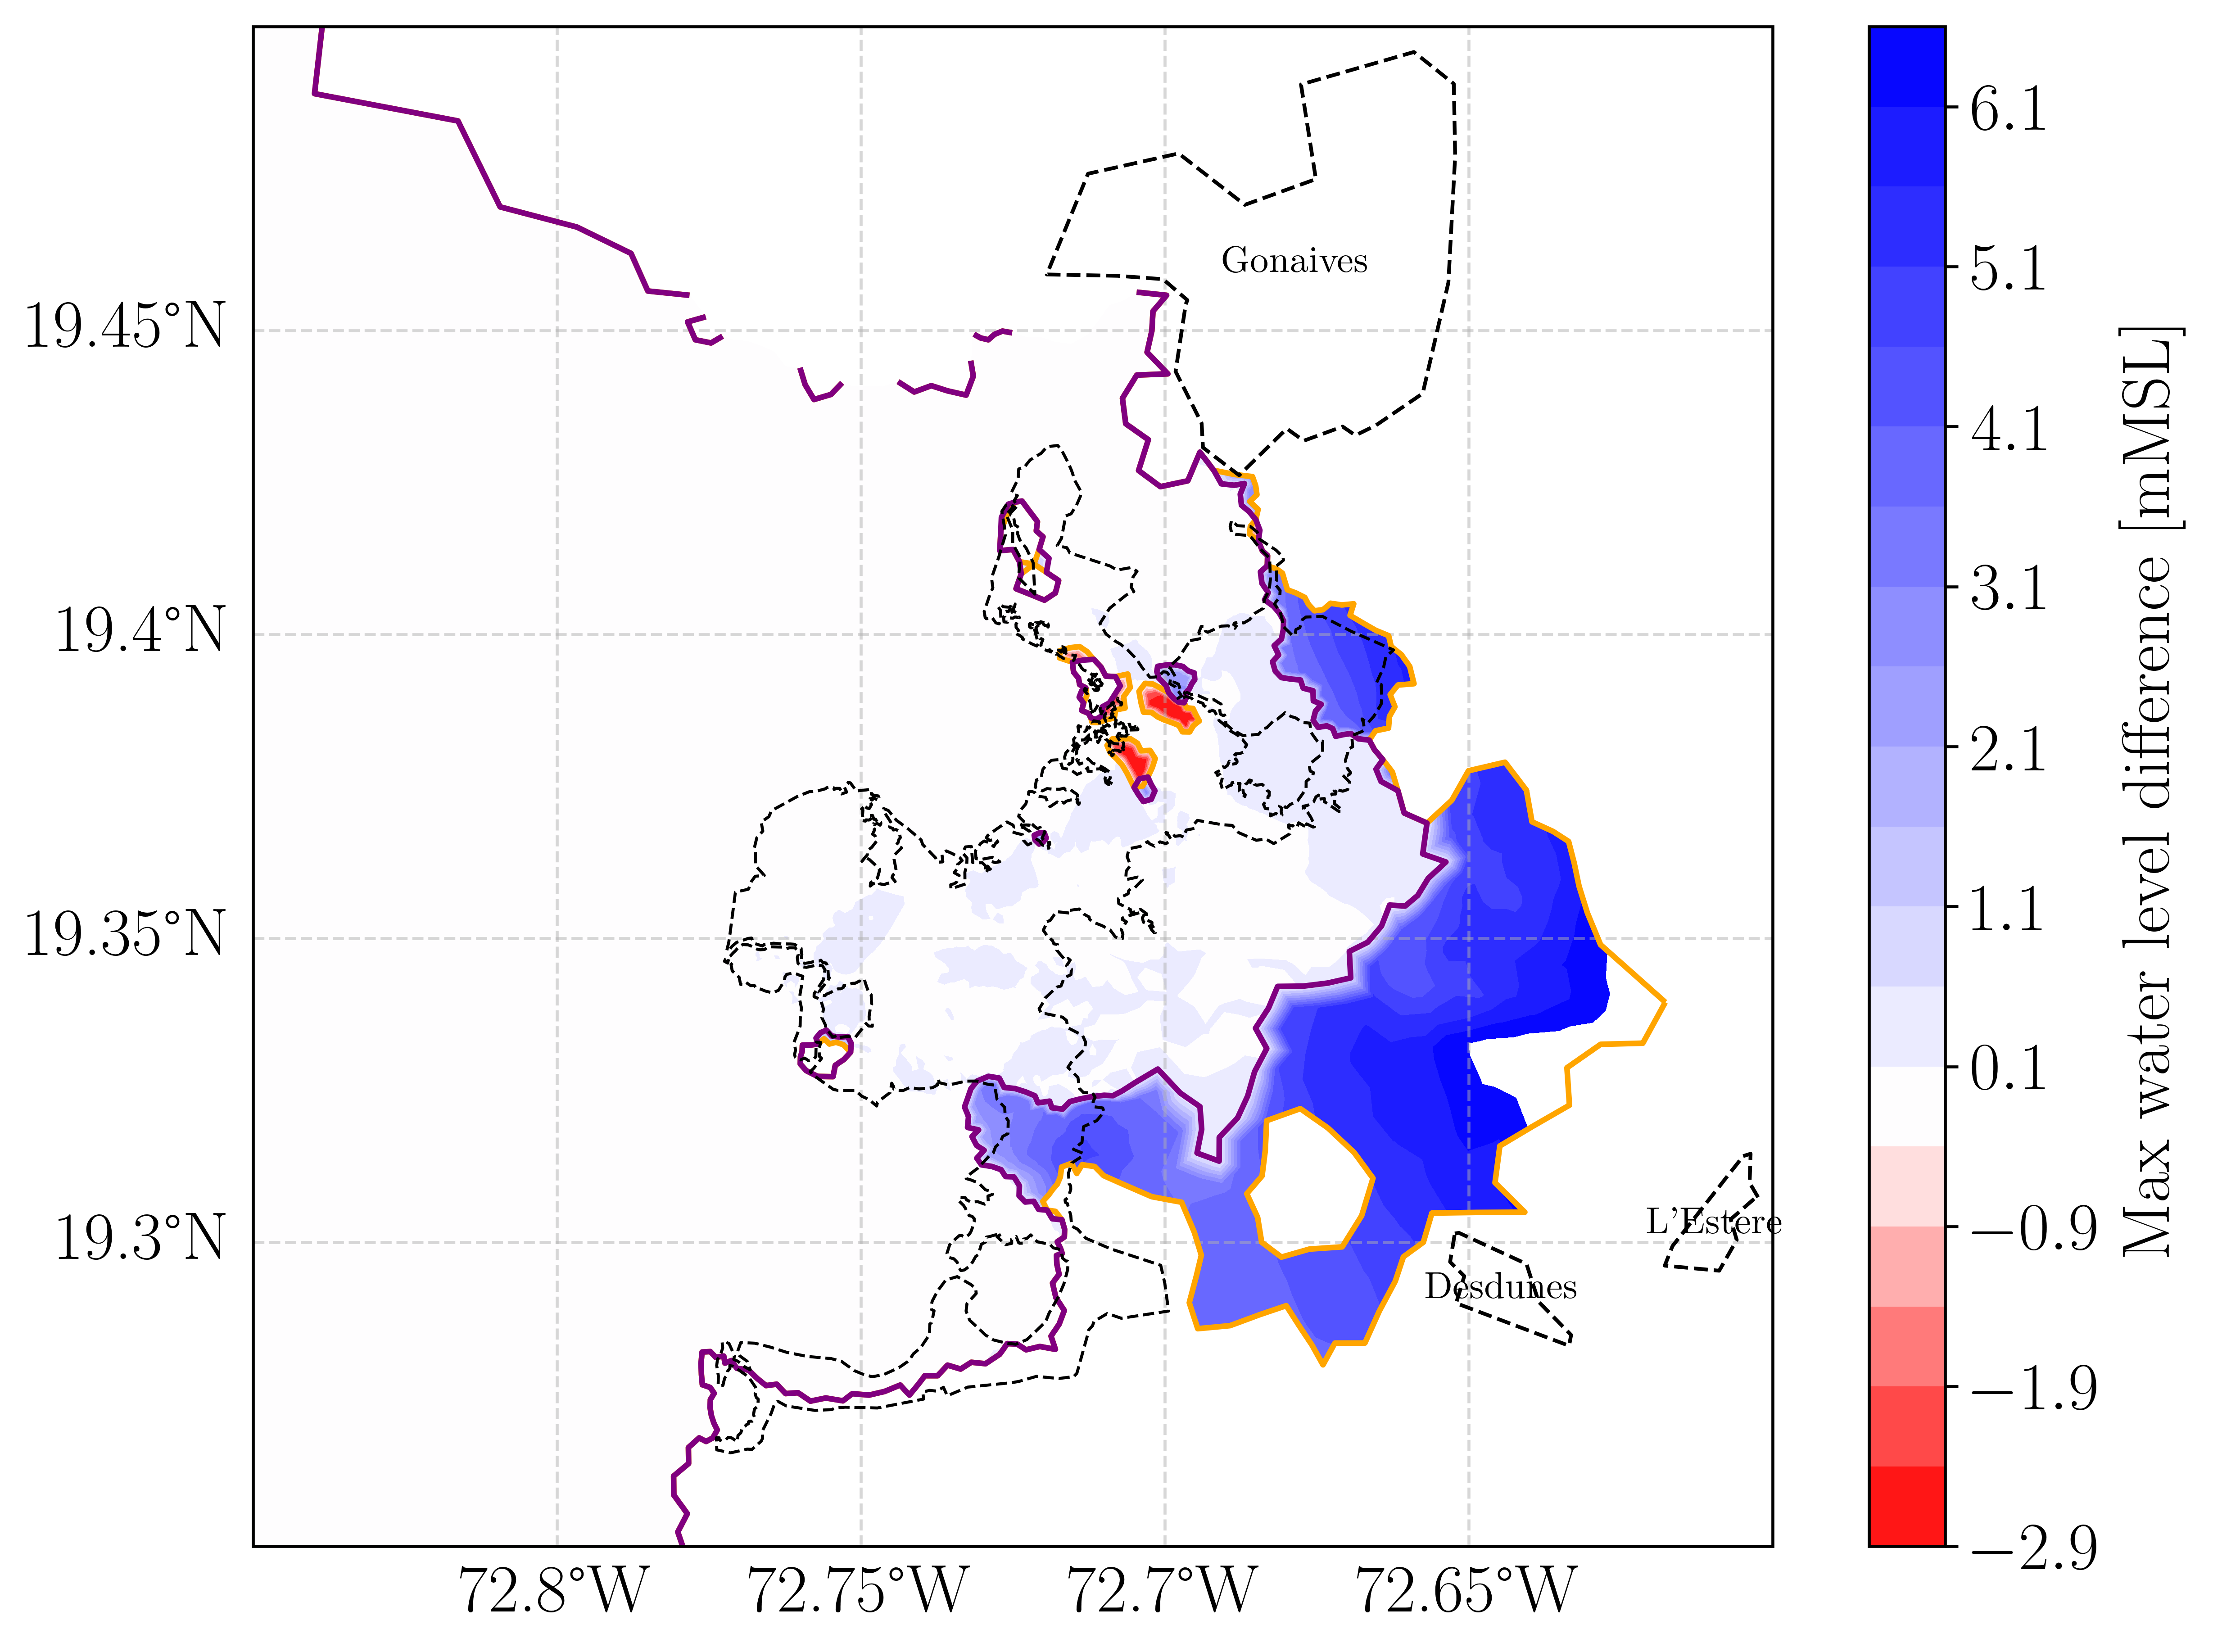 Gonaives
L'Estere
Desdunes
19.45°N
19.4°N
19.35°N
19.3°N
72.8°W
72.75°W
72.7°W
72.65°W
6.1
5.1
4.1
3.1
2.1
1.1
0.1
−0.9
−1.9
−2.9
Max water level difference [mMSL]